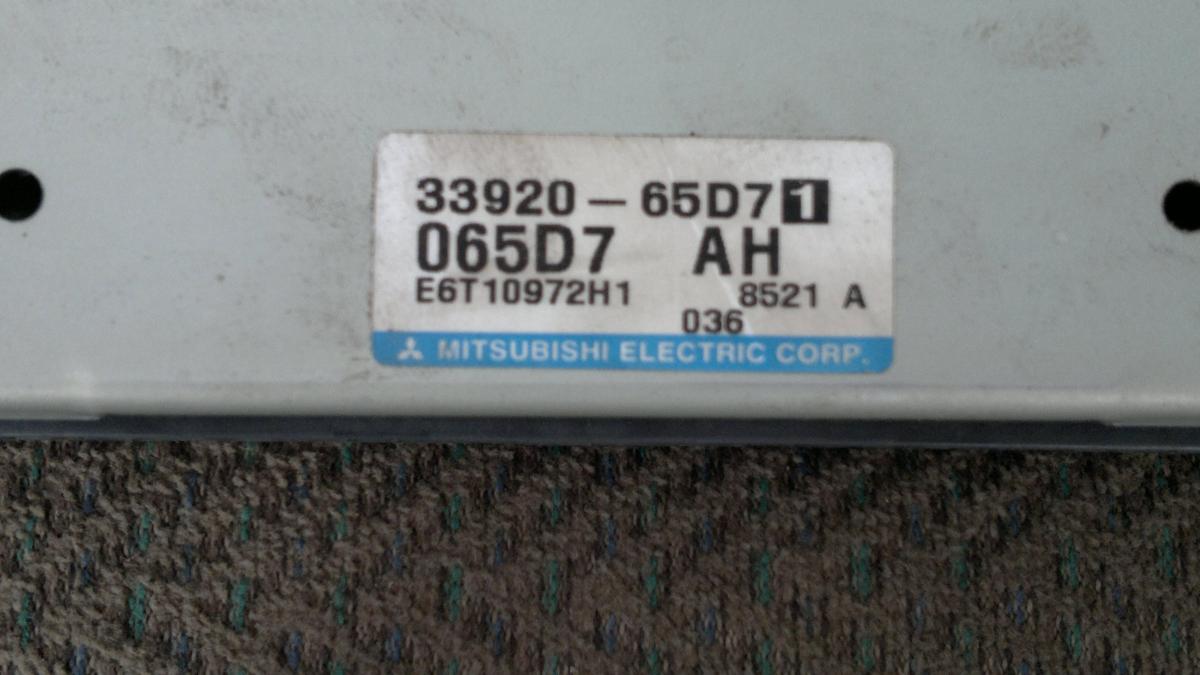 33920-65D71
065D7 AH
E6T10972H1 8521 A
036
MITSUBISHI ELECTRIC CORP.